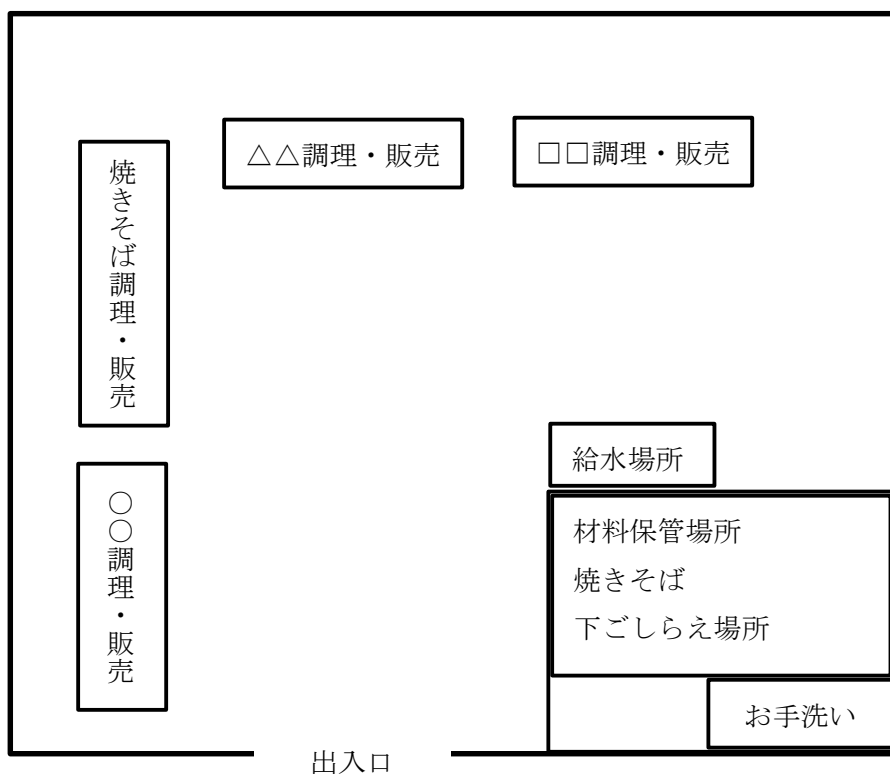 △△調理・販売
□□調理・販売
焼きそば調理・販売
○○調理・販売
給水場所
材料保管場所
焼きそば
下ごしらえ場所
お手洗い
出入口